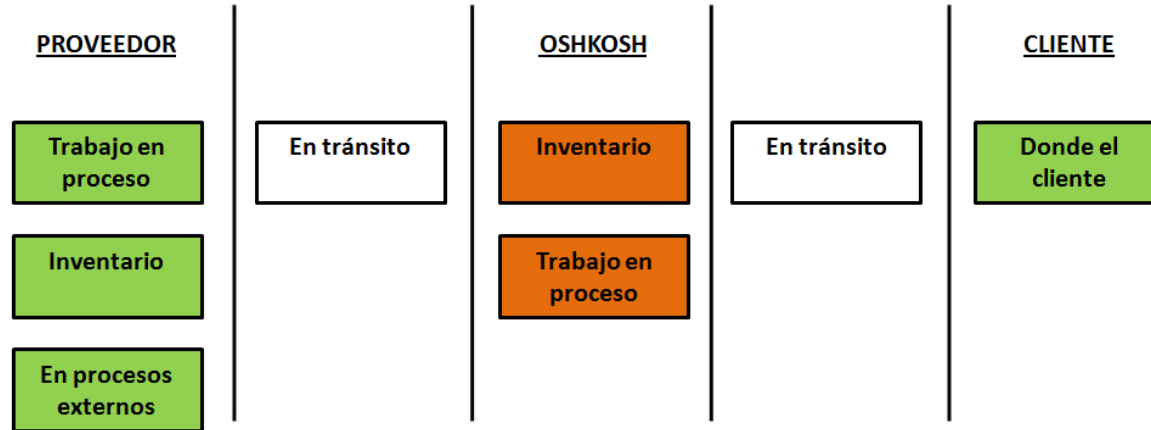 PROVEEDOR
OSHKOSH
CLIENTE
Trabajo en
proceso
En tránsito
Inventario
En tránsito
Donde el
cliente
Inventario
Trabajo en
proceso
En procesos
externos